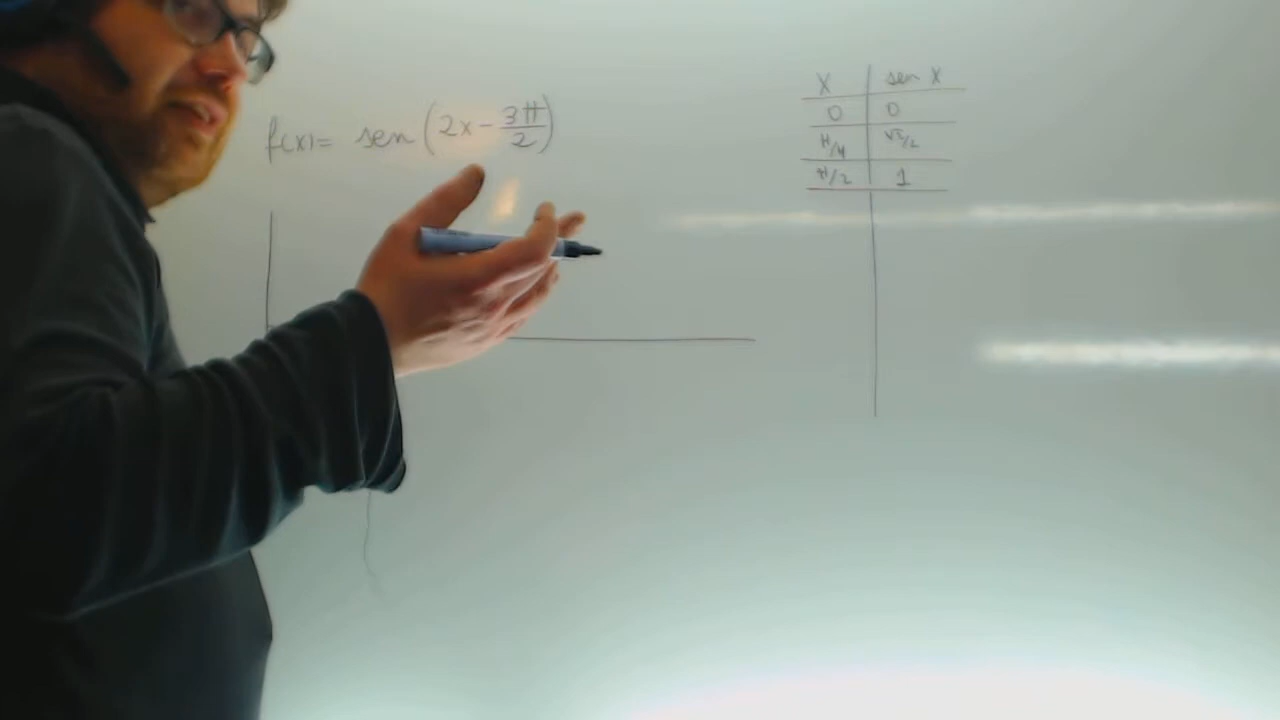 f(x) = sen (2x - 3π/2)
x sen x
0 0
π/4 √2/2
π/2 1